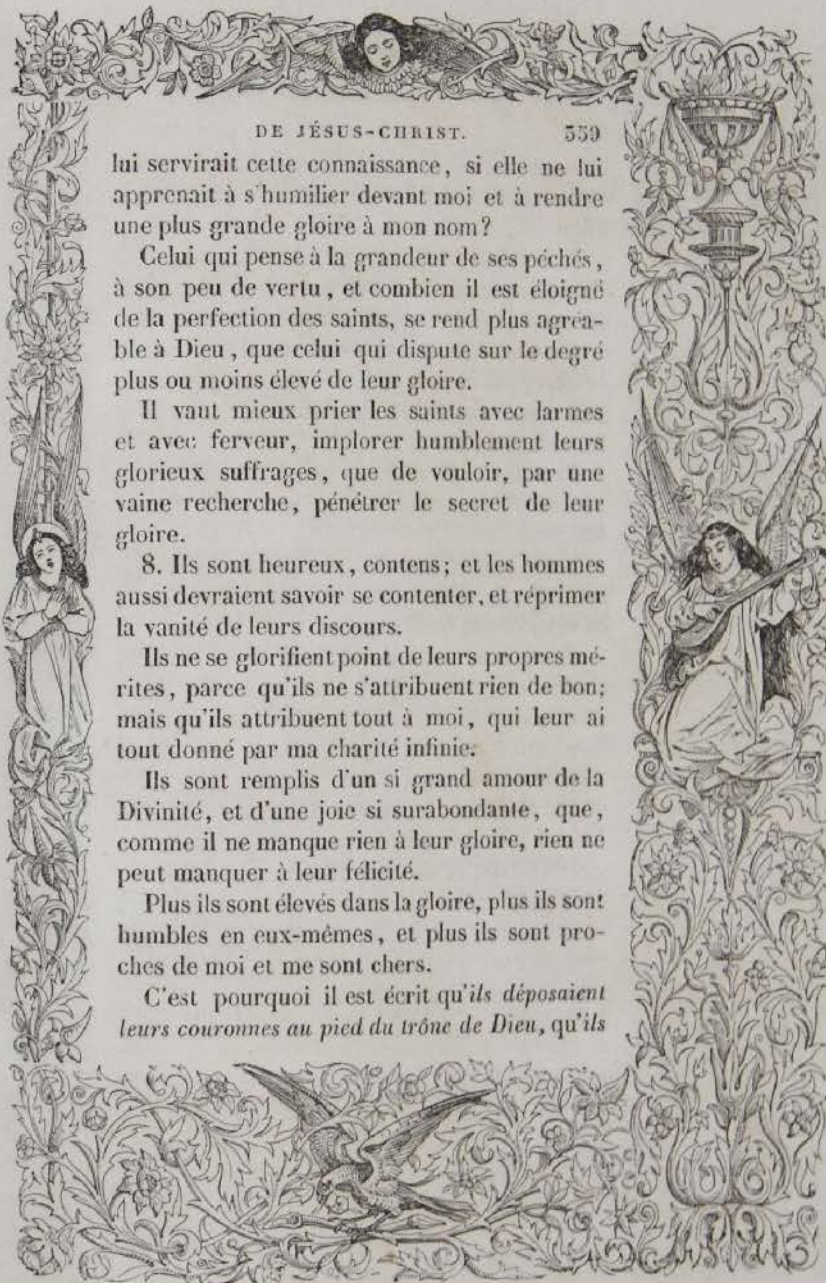 DE JÉSUS-CHRIST. 359
lui servirait cette connaissance, si elle ne lui
apprenait à s'humilier devant moi et à rendre
une plus grande gloire à mon nom?
Celui qui pense à la grandeur de ses péchés,
à son peu de vertu, et combien il est éloigné
de la perfection des saints, se rend plus agréa-
ble à Dieu, que celui qui dispute sur le degré
plus ou moins élevé de leur gloire.
Il vaut mieux prier les saints avec larmes
et avec ferveur, implorer humblement leurs
glorieux suffrages, que de vouloir, par une
vaine recherche, pénétrer le secret de leur
gloire.
8. Ils sont heureux, contens; et les hommes
aussi devraient savoir se contenter, et réprimer
la vanité de leurs discours.
Ils ne se glorifient point de leurs propres mé-
rites, parce qu'ils ne s'attribuent rien de bon;
mais qu'ils attribuent tout à moi, qui leur ai
tout donné par ma charité infinie.
Ils sont remplis d'un si grand amour de la
Divinité, et d'une joie si surabondante, que,
comme il ne manque rien à leur gloire, rien ne
peut manquer à leur félicité.
Plus ils sont élevés dans la gloire, plus ils sont
humbles en eux-mêmes, et plus ils sont pro-
ches de moi et me sont chers.
C'est pourquoi il est écrit qu'ils déposaient
leurs couronnes au pied du trône de Dieu, qu'ils